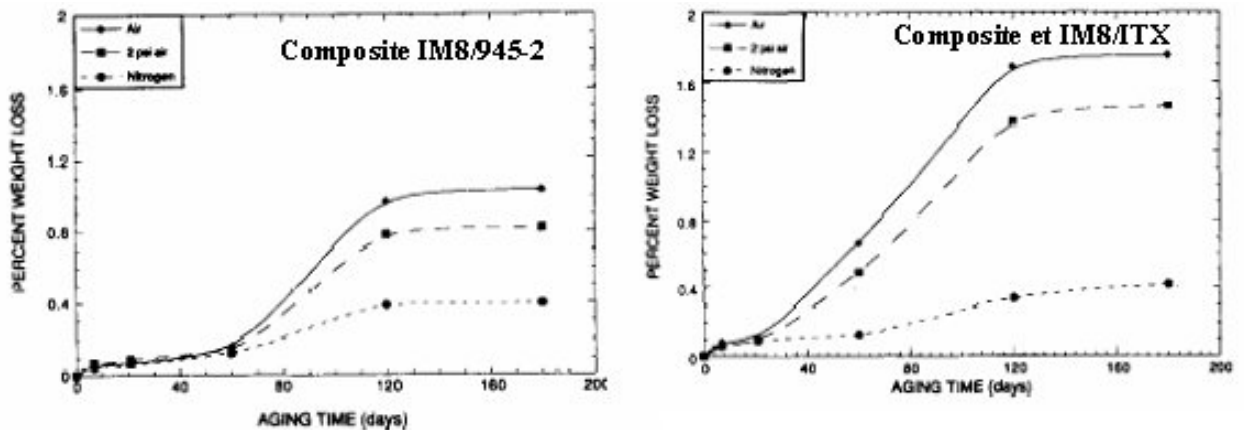 2
1.6
1.2
0.8
0.4
0
Air
2 psi air
Nitrogen
Composite IM8/945-2
PERCENT WEIGHT LOSS
0 40 80 120 160 200
AGING TIME (days)
2
1.6
1.2
0.8
0.4
0
Air
2 psi air
Nitrogen
Composite et IM8/ITX
PERCENT WEIGHT LOSS
0 40 80 120 160 200
AGING TIME (days)